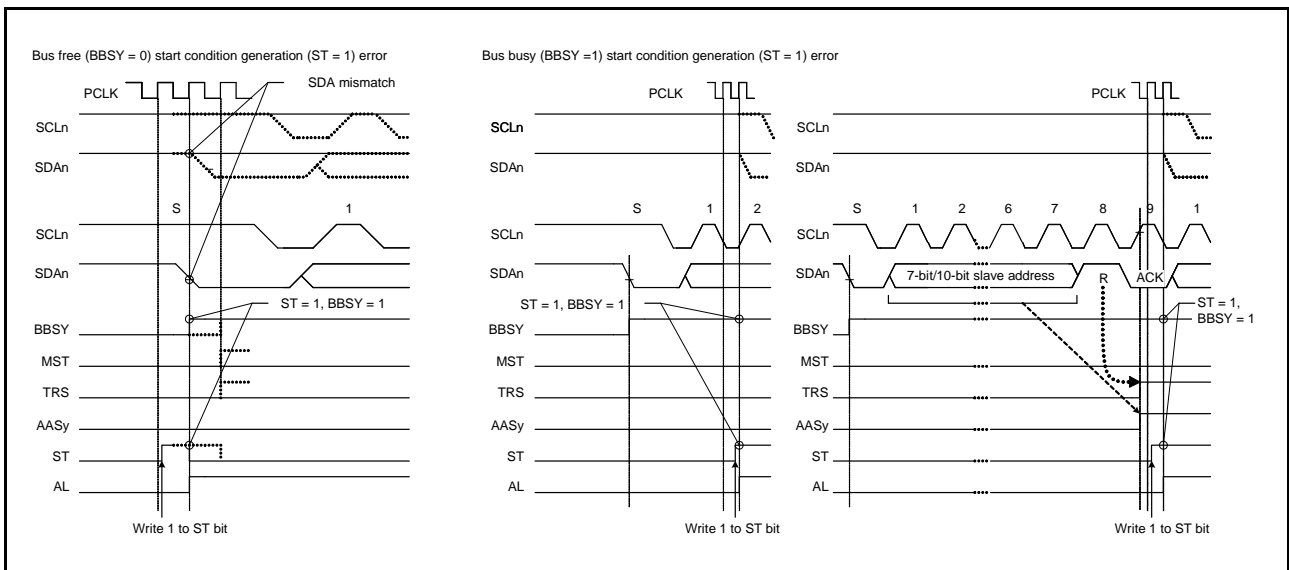 Bus free (BBSY = 0) start condition generation (ST = 1) error
SDA mismatch
PCLK
SCLn
SDAn
S 1
SCLn
SDAn
ST = 1, BBSY = 1
BBSY
MST
TRS
AASy
ST
AL
Write 1 to ST bit
Bus busy (BBSY =1) start condition generation (ST = 1) error
PCLK
SCLn
SDAn
S 1 2
SCLn
SDAn
ST = 1, BBSY = 1
BBSY
MST
TRS
AASy
ST
AL
Write 1 to ST bit
PCLK
SCLn
SDAn
S 1 2 6 7 8 9 1
SCLn
SDAn
7-bit/10-bit slave address R ACK
ST = 1,
BBSY = 1
BBSY
MST
TRS
AASy
ST
AL
Write 1 to ST bit